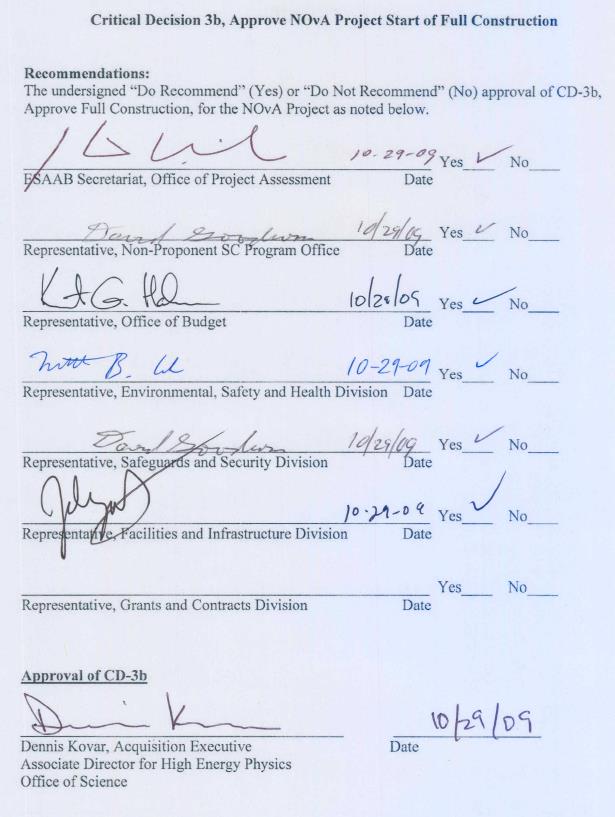 Critical Decision 3b, Approve NOvA Project Start of Full Construction
Recommendations:
The undersigned "Do Recommend" (Yes) or "Do Not Recommend" (No) approval of CD-3b,
Approve Full Construction, for the NOvA Project as noted below.
10-29-09 Yes ✓ No
ESAAB Secretariat, Office of Project Assessment Date
David Goodwin 10/29/09 Yes ✓ No
Representative, Non-Proponent SC Program Office Date
10/29/09 Yes ✓ No
Representative, Office of Budget Date
10-29-09 Yes ✓ No
Representative, Environmental, Safety and Health Division Date
David Goodwin 10/29/09 Yes ✓ No
Representative, Safeguards and Security Division Date
10-29-09 Yes ✓ No
Representative, Facilities and Infrastructure Division Date
Yes No
Representative, Grants and Contracts Division Date
Approval of CD-3b
10/29/09
Dennis Kovar, Acquisition Executive Date
Associate Director for High Energy Physics
Office of Science